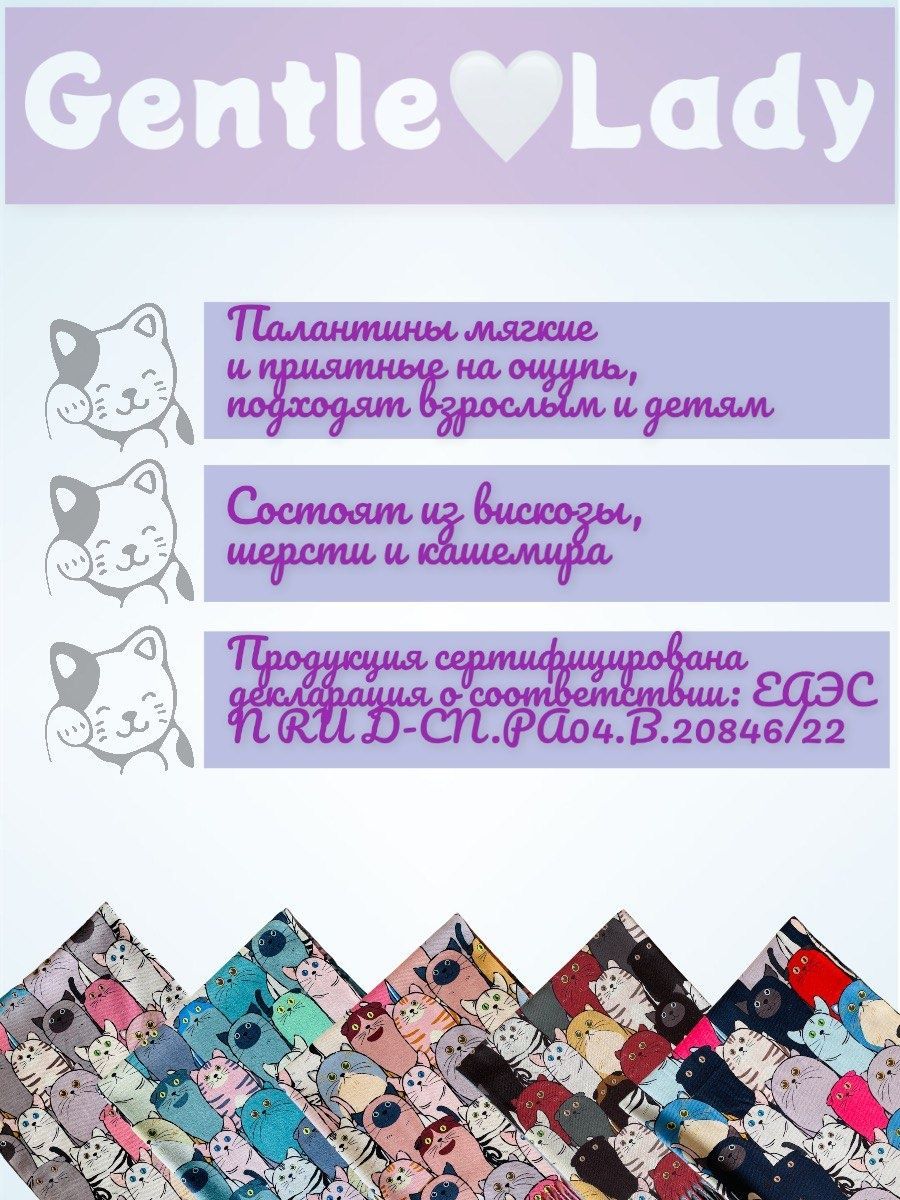 Gentle🤍Lady
Палантины мягкие
и приятные на ощупь,
подходят взрослым и детям
Состоят из вискозы,
шерсти и кашемира
Продукция сертифицирована
декларация о соответствии: ЕАЭС
N RU Д-CN.РА04.В.20846/22